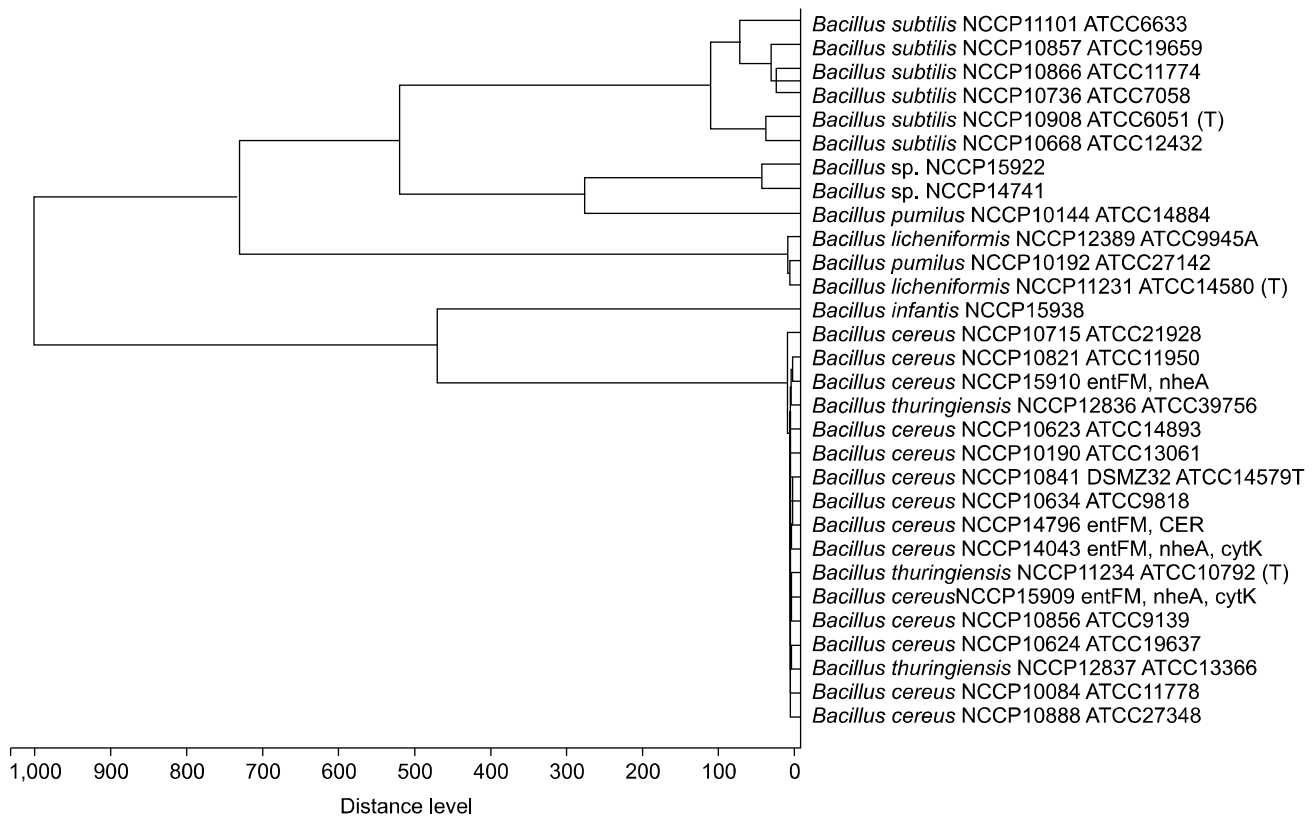 Bacillus subtilis NCCP11101 ATCC6633
Bacillus subtilis NCCP10857 ATCC19659
Bacillus subtilis NCCP10866 ATCC11774
Bacillus subtilis NCCP10736 ATCC7058
Bacillus subtilis NCCP10908 ATCC6051 (T)
Bacillus subtilis NCCP10668 ATCC12432
Bacillus sp. NCCP15922
Bacillus sp. NCCP14741
Bacillus pumilus NCCP10144 ATCC14884
Bacillus licheniformis NCCP12389 ATCC9945A
Bacillus pumilus NCCP10192 ATCC27142
Bacillus licheniformis NCCP11231 ATCC14580 (T)
Bacillus infantis NCCP15938
Bacillus cereus NCCP10715 ATCC21928
Bacillus cereus NCCP10821 ATCC11950
Bacillus cereus NCCP15910 entFM, nheA
Bacillus thuringiensis NCCP12836 ATCC39756
Bacillus cereus NCCP10623 ATCC14893
Bacillus cereus NCCP10190 ATCC13061
Bacillus cereus NCCP10841 DSMZ32 ATCC14579T
Bacillus cereus NCCP10634 ATCC9818
Bacillus cereus NCCP14796 entFM, CER
Bacillus cereus NCCP14043 entFM, nheA, cytK
Bacillus thuringiensis NCCP11234 ATCC10792 (T)
Bacillus cereusNCCP15909 entFM, nheA, cytK
Bacillus cereus NCCP10856 ATCC9139
Bacillus cereus NCCP10624 ATCC19637
Bacillus thuringiensis NCCP12837 ATCC13366
Bacillus cereus NCCP10084 ATCC11778
Bacillus cereus NCCP10888 ATCC27348
1,000 900 800 700 600 500 400 300 200 100 0
Distance level